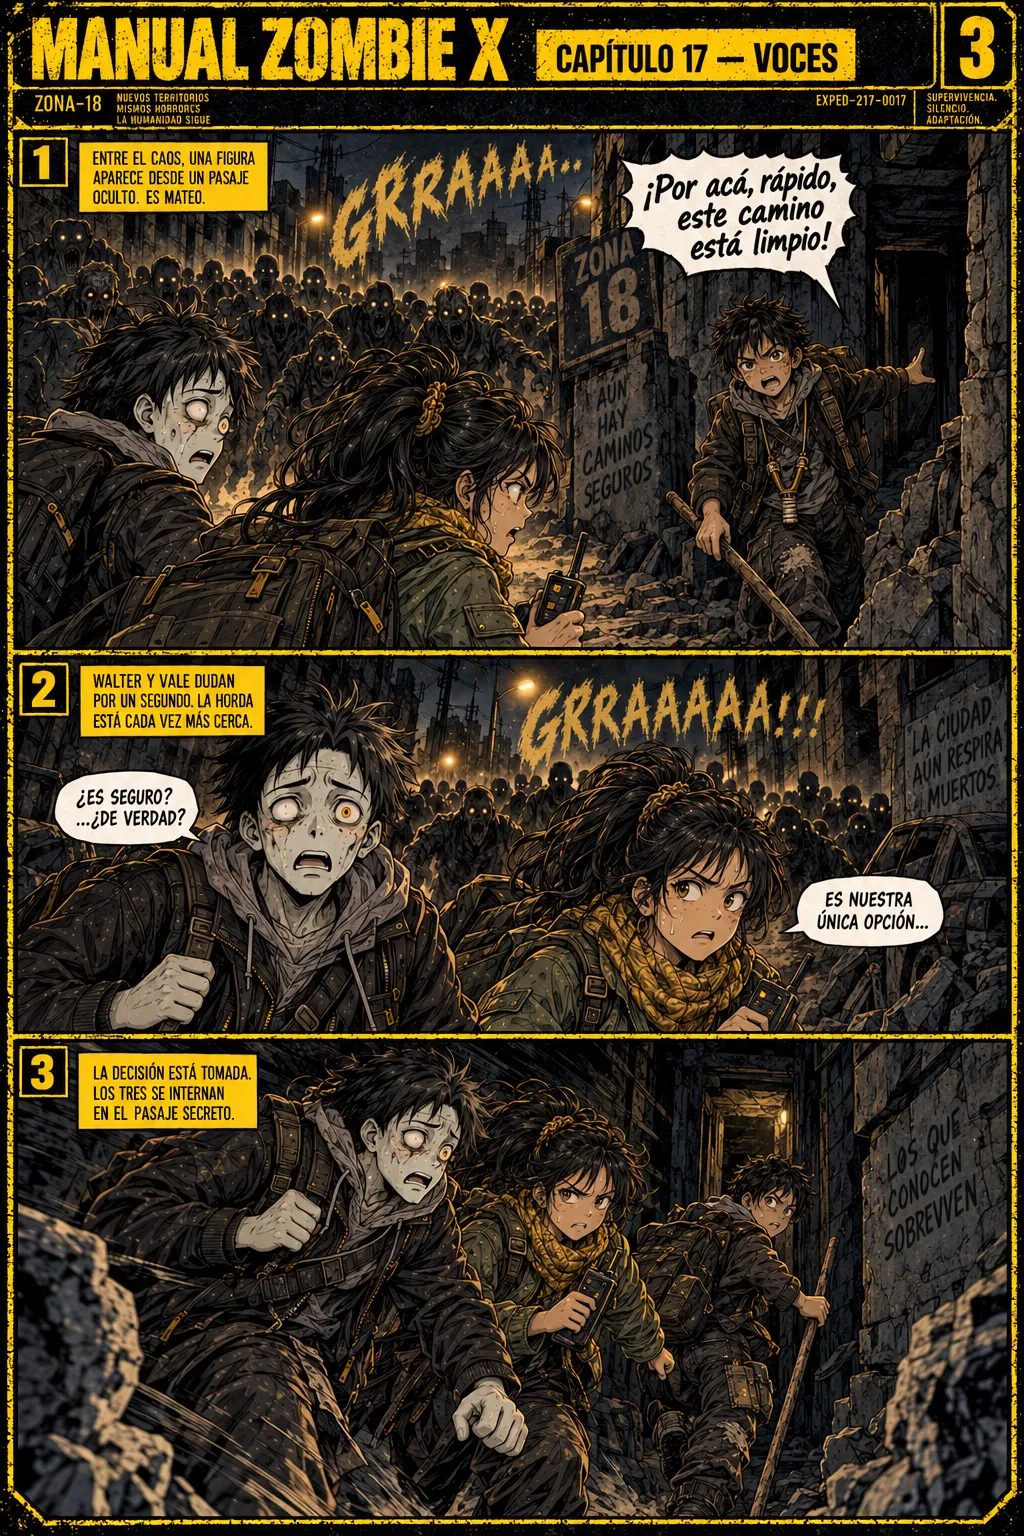 MANUAL ZOMBIE X
CAPÍTULO 17 — VOCES
3
ZONA-18
NUEVOS TERRITORIOS
MISMOS HORRORES
LA HUMANIDAD SIGUE
EXPED-217-0017
SUPERVIVENCIA.
SILENCIO.
ADAPTACIÓN.
1
ENTRE EL CAOS, UNA FIGURA
APARECE DESDE UN PASAJE
OCULTO. ES MATEO.
GRRAAAA..
¡Por acá, rápido,
este camino
está limpio!
ZONA
18
AÚN
HAY
CAMINOS
SEGUROS
2
WALTER Y VALE DUDAN
POR UN SEGUNDO. LA HORDA
ESTÁ CADA VEZ MÁS CERCA.
GRRAAAAAA!!!
LA CIUDAD
AÚN RESPIRA
MUERTOS.
¿ES SEGURO?
...¿DE VERDAD?
ES NUESTRA
ÚNICA OPCIÓN...
3
LA DECISIÓN ESTÁ TOMADA.
LOS TRES SE INTERNAN
EN EL PASAJE SECRETO.
LOS QUE
CONOCEN
SOBREVIVEN